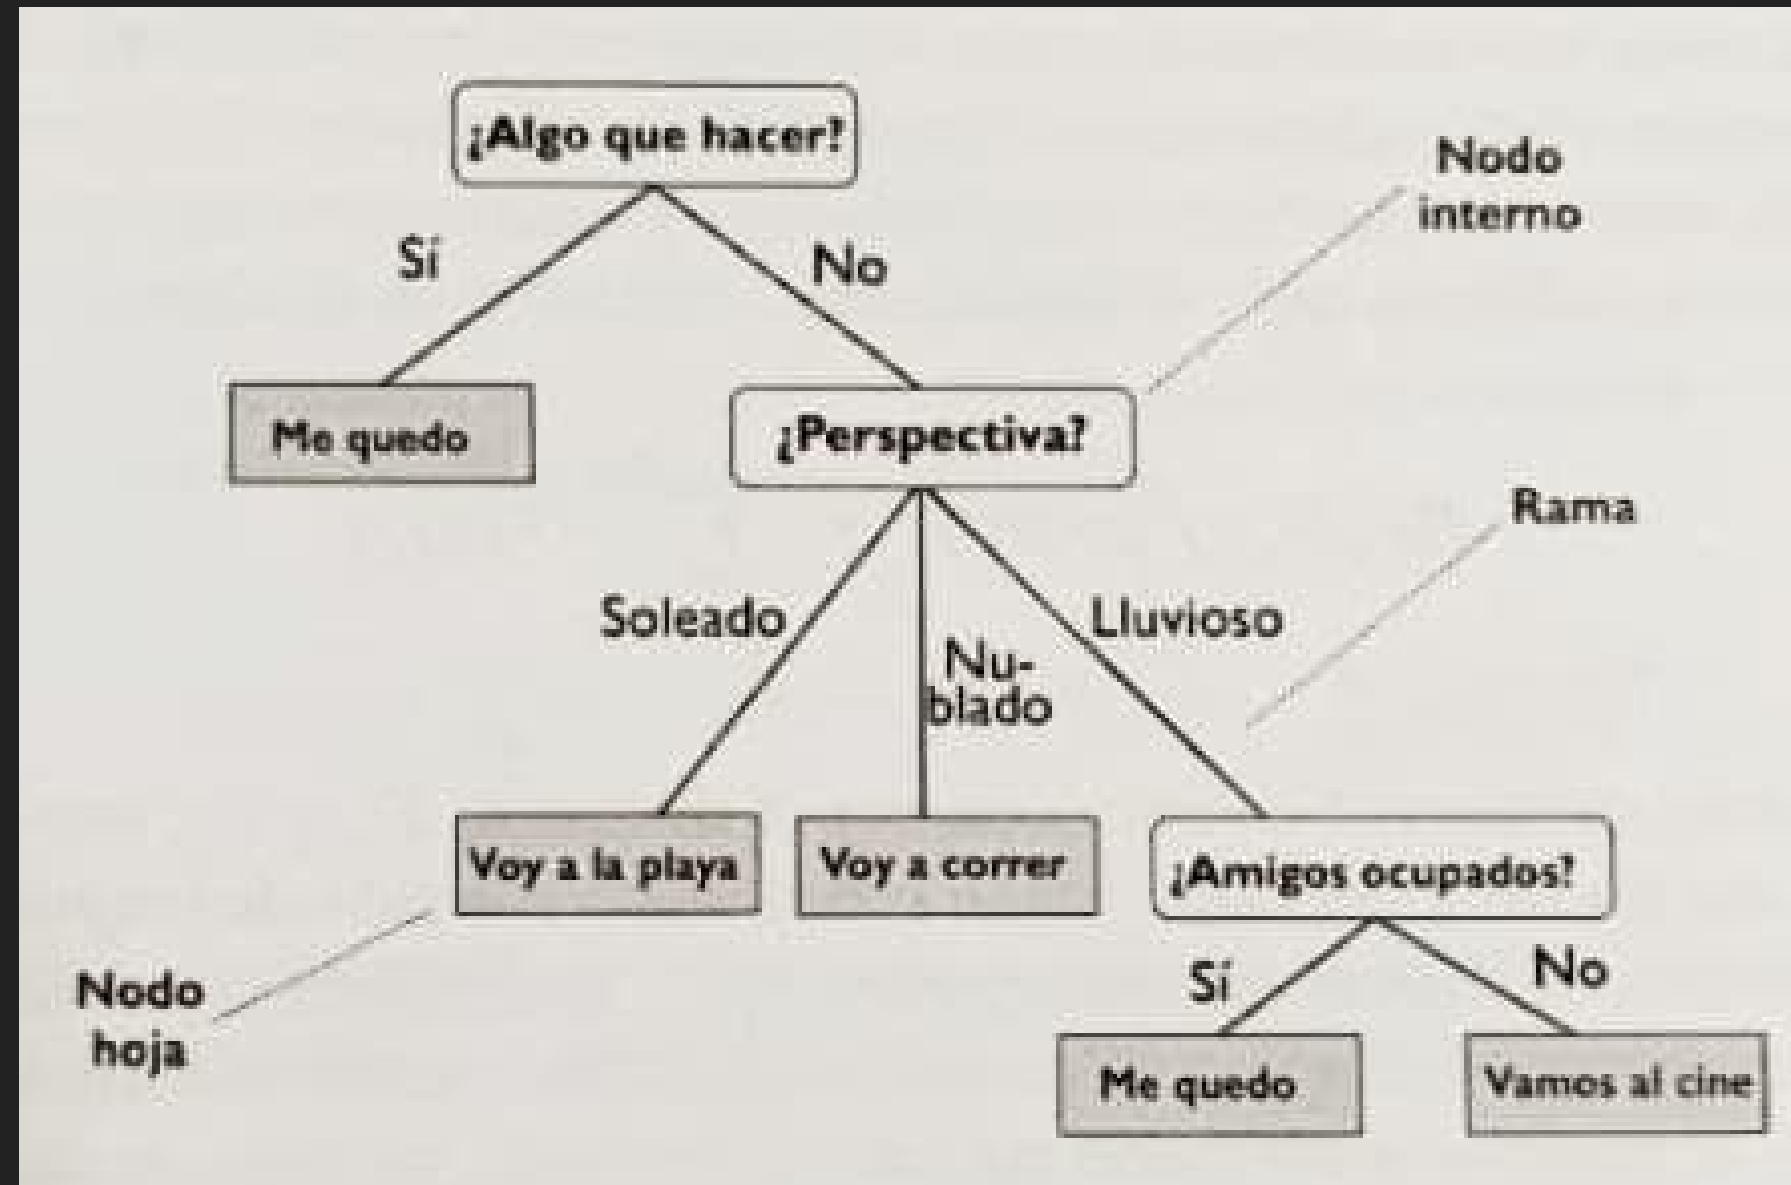 ¿Algo que hacer?
Nodo
interno
Sí
No
Me quedo
¿Perspectiva?
Rama
Soleado
Lluvioso
Nu-
blado
Voy a la playa
Voy a correr
¿Amigos ocupados?
Nodo
hoja
Sí
No
Me quedo
Vamos al cine